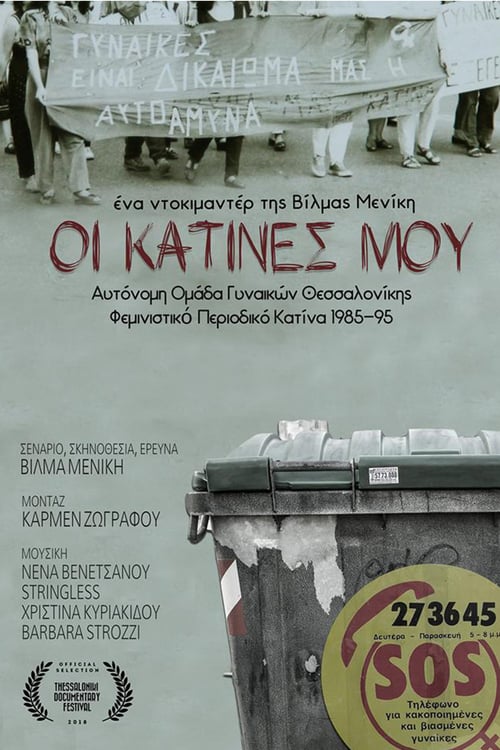 ΓΥΝΑΙΚΕΣ
ΕΙΝΑΙ ΔΙΚΑΙΩΜΑ ΜΑΣ Η
ΑΥΤΟΑΜΥΝΑ
ένα ντοκιμαντέρ της Βίλμας Μενίκη
ΟΙ ΚΑΤΙΝΕΣ ΜΟΥ
Αυτόνομη Ομάδα Γυναικών Θεσσαλονίκης
Φεμινιστικό Περιοδικό Κατίνα 1985-95
ΣΕΝΑΡΙΟ, ΣΚΗΝΟΘΕΣΙΑ, ΕΡΕΥΝΑ
ΒΙΛΜΑ ΜΕΝΙΚΗ
ΜΟΝΤΑΖ
ΚΑΡΜΕΝ ΖΩΓΡΑΦΟΥ
ΜΟΥΣΙΚΗ
ΝΕΝΑ ΒΕΝΕΤΣΑΝΟΥ
STRINGLESS
ΧΡΙΣΤΙΝΑ ΚΥΡΙΑΚΙΔΟΥ
BARBARA STROZZI
OFFICIAL
SELECTION
THESSALONIKI
DOCUMENTARY
FESTIVAL
2018
273645
Δευτέρα - Παρασκευή 5-8 μ.μ
(SOS)
Τηλέφωνο
για κακοποιημένες
και βιασμένες
γυναίκες